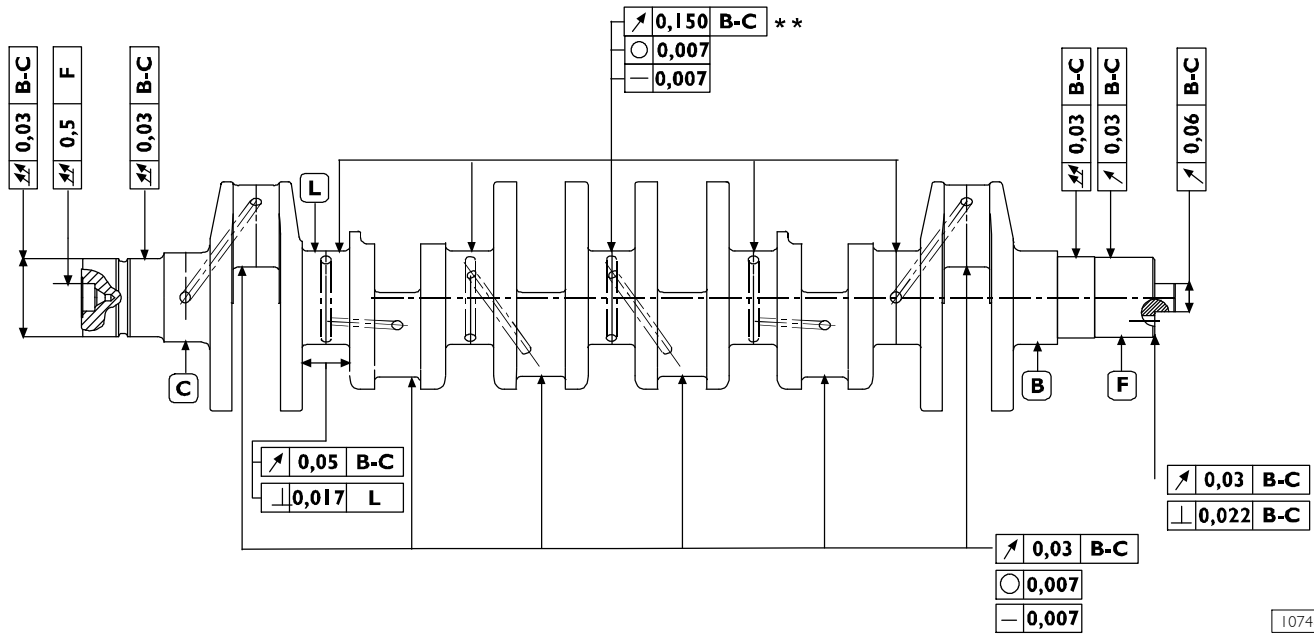 0,150 B-C **
0,007
0,007
0,03 B-C
0,5 F
0,03 B-C
0,03 B-C
0,03 B-C
0,06 B-C
L
C
B
F
0,05 B-C
0,017 L
0,03 B-C
0,022 B-C
0,03 B-C
0,007
0,007
1074